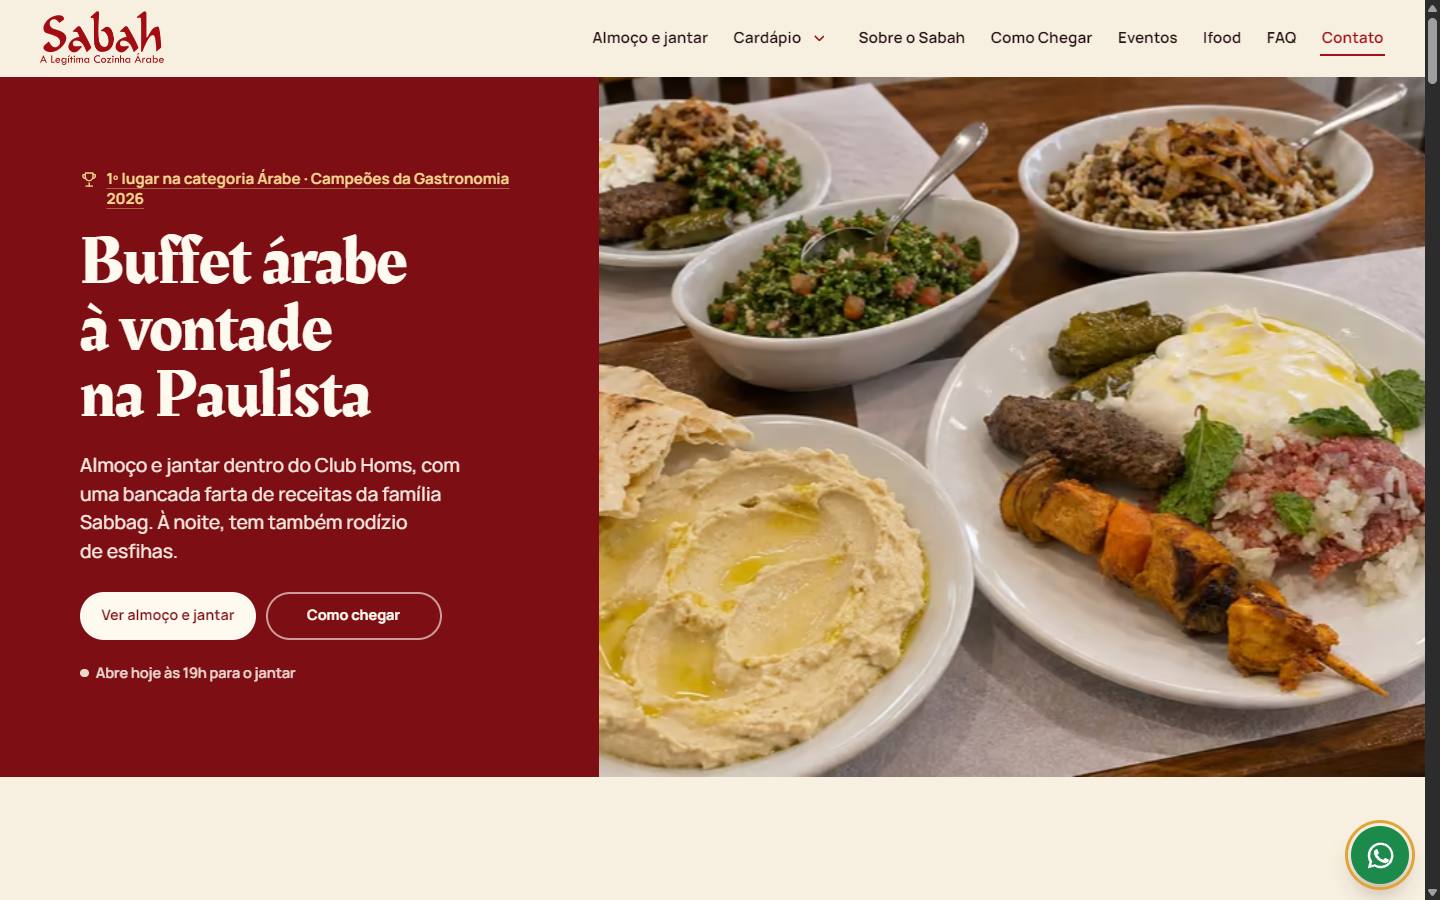 Sabah
A Legítima Cozinha Árabe
Almoço e jantar
Cardápio
Sobre o Sabah
Como Chegar
Eventos
Ifood
FAQ
Contato
1º lugar na categoria Árabe · Campeões da Gastronomia
2026
Buffet árabe
à vontade
na Paulista
Almoço e jantar dentro do Club Homs, com
uma bancada farta de receitas da família
Sabbag. À noite, tem também rodízio
de esfihas.
Ver almoço e jantar
Como chegar
Abre hoje às 19h para o jantar